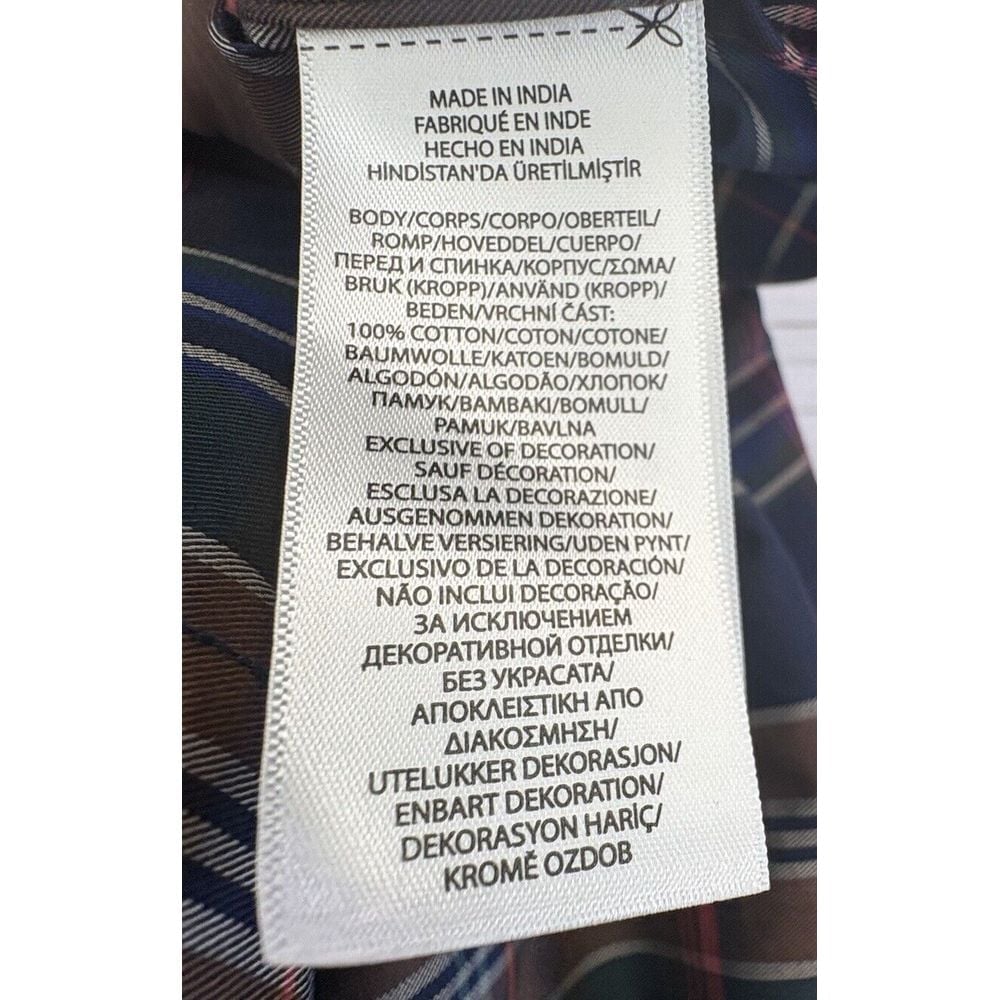 MADE IN INDIA
FABRIQUÉ EN INDE
HECHO EN INDIA
HİNDİSTAN'DA ÜRETİLMİŞTİR
BODY/CORPS/CORPO/OBERTEIL/
ROMP/HOVEDDEL/CUERPO/
ПЕРЕД И СПИНКА/КОРПУС/ΣΩΜΑ/
BRUK (KROPP)/ANVÄND (KROPP)/
BEDEN/VRCHNÍ ČÁST:
100% COTTON/COTON/COTONE/
BAUMWOLLE/KATOEN/BOMULD/
ALGODÓN/ALGODÃO/ХЛОПОК/
ПАМУК/BAMBAKI/BOMULL/
PAMUK/BAVLNA
EXCLUSIVE OF DECORATION/
SAUF DÉCORATION/
ESCLUSA LA DECORAZIONE/
AUSGENOMMEN DEKORATION/
BEHALVE VERSIERING/UDEN PYNT/
EXCLUSIVO DE LA DECORACIÓN/
NÃO INCLUI DECORAÇÃO/
ЗА ИСКЛЮЧЕНИЕМ
ДЕКОРАТИВНОЙ ОТДЕЛКИ/
БЕЗ УКРАСАТА/
ΑΠΟΚΛΕΙΣΤΙΚΗ ΑΠΟ
ΔΙΑΚΟΣΜΗΣΗ/
UTELUKKER DEKORASJON/
ENBART DEKORATION/
DEKORASYON HARİÇ/
KROMĚ OZDOB